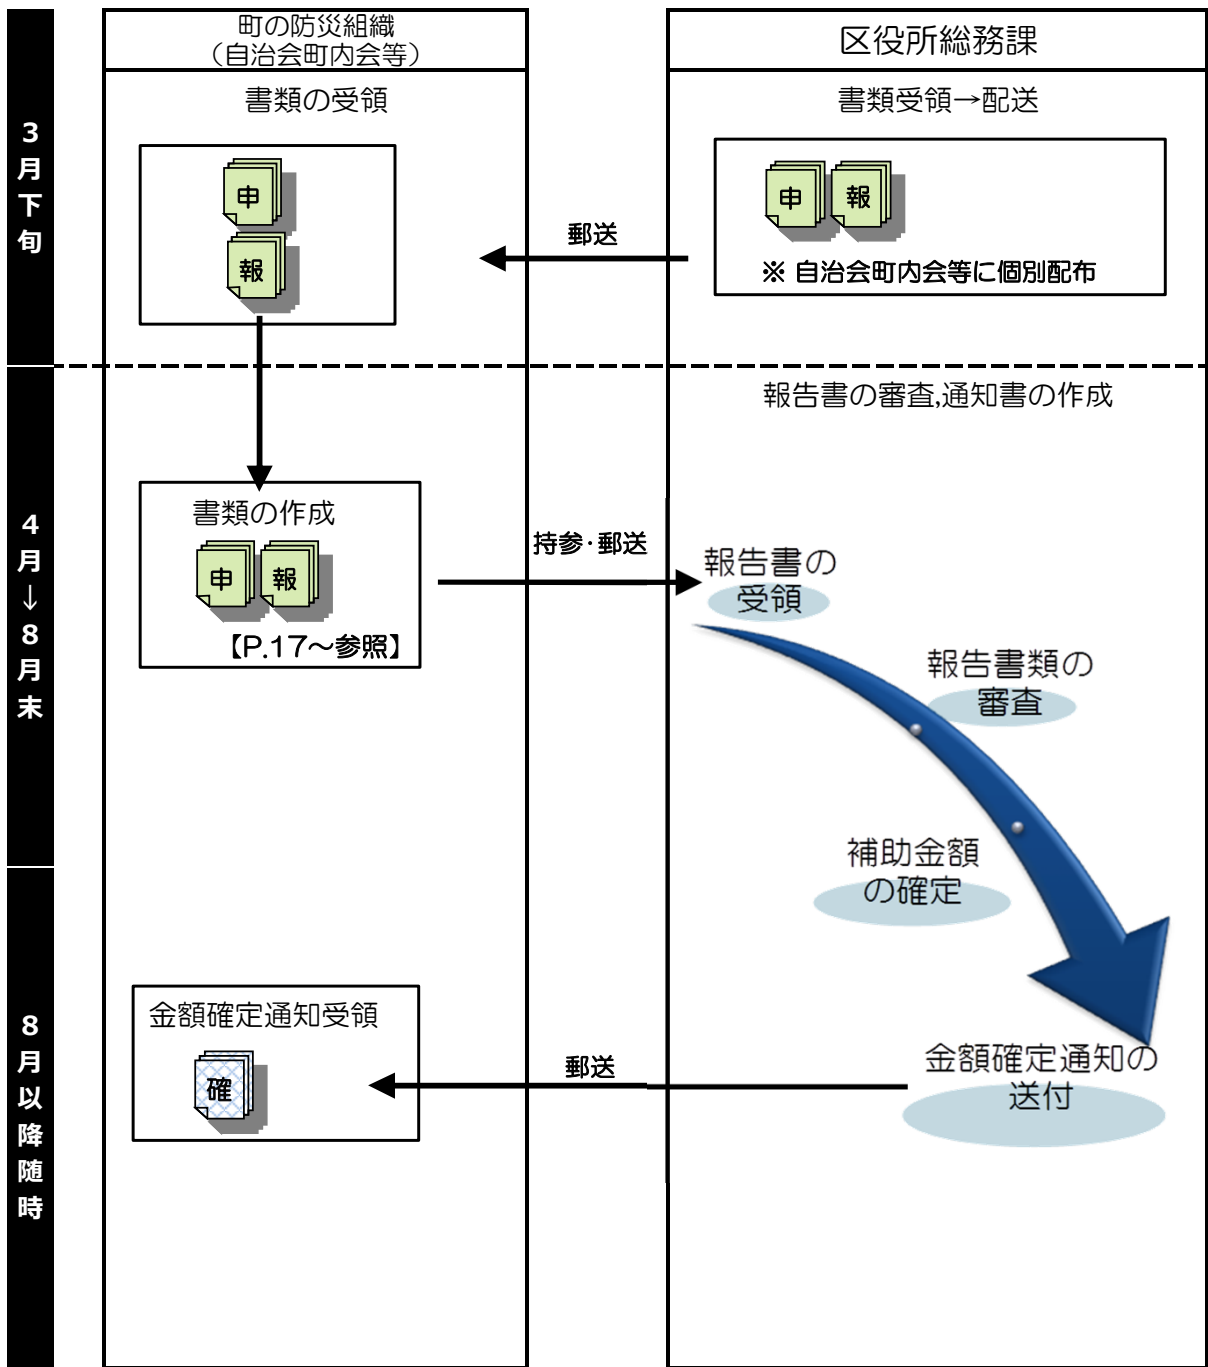 町の防災組織
（自治会町内会等）
区役所総務課
3
月
下
旬
書類の受領
申
報
書類受領→配送
申
報
※ 自治会町内会等に個別配布
郵送
4
月
↓
8
月
末
報告書の審査,通知書の作成
書類の作成
申
報
【P.17～参照】
持参･郵送
報告書の
受領
報告書類の
審査
補助金額
の確定
8
月
以
降
随
時
金額確定通知受領
確
郵送
金額確定通知の
送付